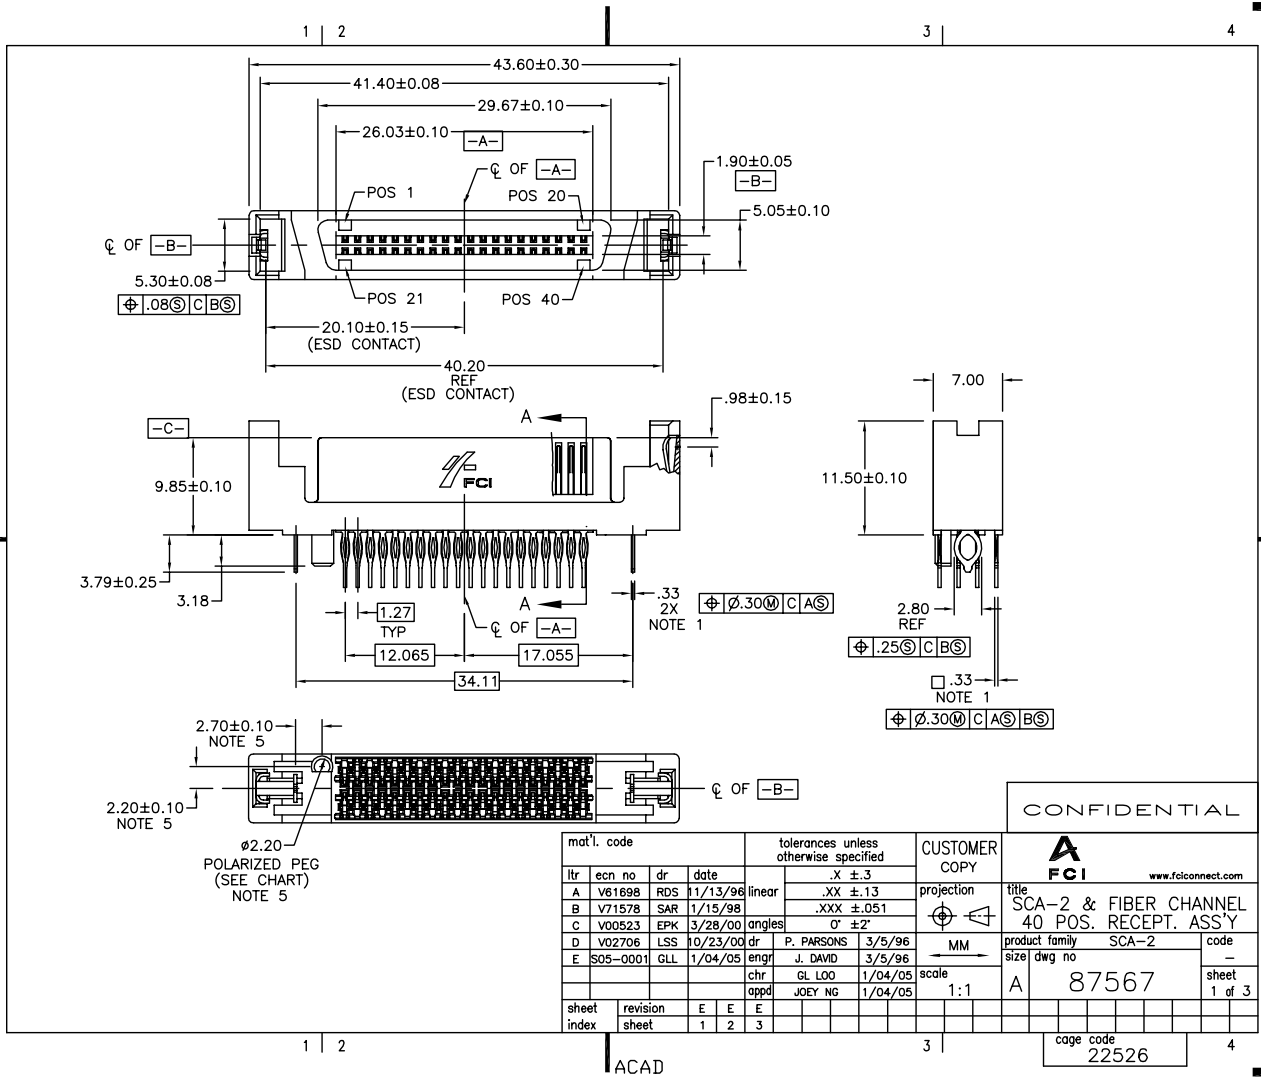 1 2 3 4
43.60±0.30
41.40±0.08
29.67±0.10
26.03±0.10
-A-
℄ OF -A-
1.90±0.05
-B-
POS 1
POS 20
5.05±0.10
℄ OF -B-
5.30±0.08
⌖ .08Ⓢ C BⓈ
POS 21
POS 40
20.10±0.15
(ESD CONTACT)
40.20
REF
(ESD CONTACT)
-C-
A
.98±0.15
7.00
9.85±0.10
FCI
11.50±0.10
3.79±0.25
3.18
1.27
TYP
A
℄ OF -A-
.33
2X
NOTE 1
⌖ Ø.30Ⓜ C AⓈ
12.065
17.055
34.11
2.80
REF
⌖ .25Ⓢ C BⓈ
□ .33
NOTE 1
⌖ Ø.30Ⓜ C AⓈ BⓈ
2.70±0.10
NOTE 5
2.20±0.10
NOTE 5
℄ OF -B-
ø2.20
POLARIZED PEG
(SEE CHART)
NOTE 5
CONFIDENTIAL
mat'l. code
tolerances unless
otherwise specified
CUSTOMER
COPY
FCI
www.fciconnect.com
ltr ecn no dr date
A V61698 RDS 11/13/96
B V71578 SAR 1/15/98
C V00523 EPK 3/28/00
D V02706 LSS 10/23/00
E S05-0001 GLL 1/04/05
linear
.X ±.3
.XX ±.13
.XXX ±.051
angles 0° ±2°
dr P. PARSONS 3/5/96
engr J. DAVID 3/5/96
chr GL LOO 1/04/05
appd JOEY NG 1/04/05
projection
MM
scale
1:1
title
SCA-2 & FIBER CHANNEL
40 POS. RECEPT. ASS'Y
product family SCA-2
code
-
size dwg no
A 87567
sheet
1 of 3
sheet
index
revision E E E
sheet 1 2 3
cage code
22526
1 2 3 4
ACAD